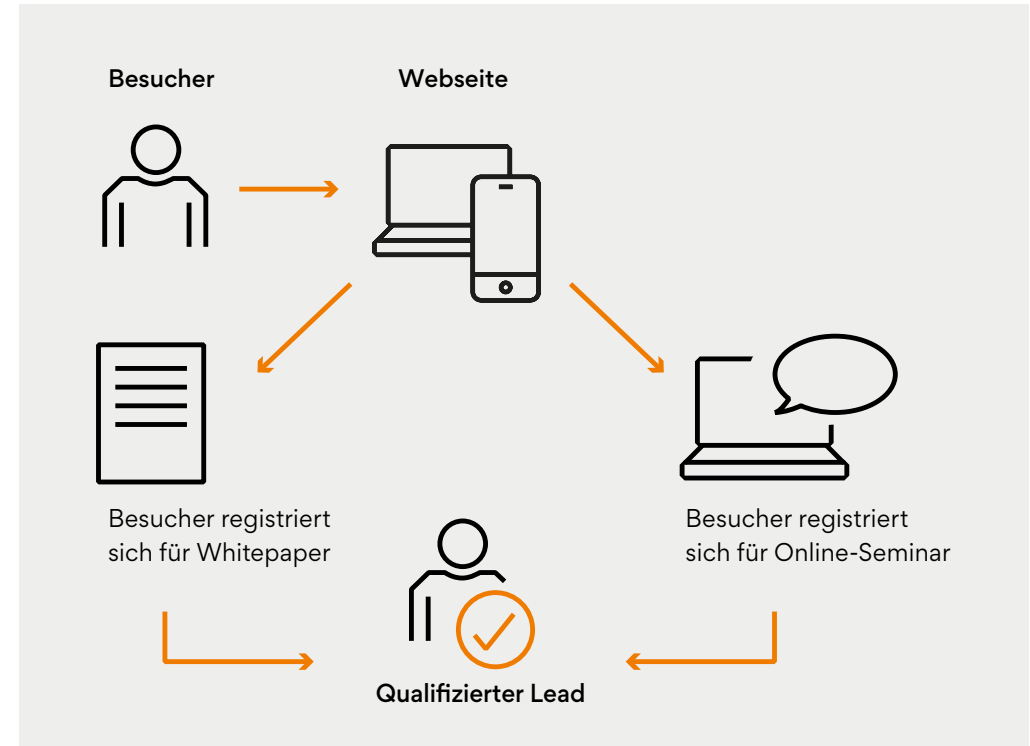 Besucher
Webseite
Besucher registriert
sich für Whitepaper
Besucher registriert
sich für Online-Seminar
Qualifizierter Lead